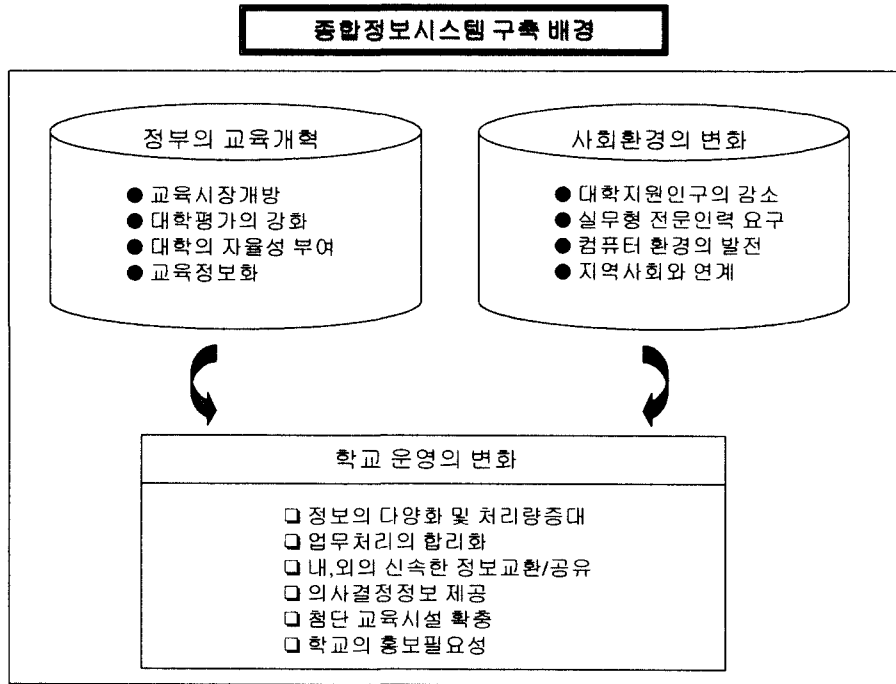 종합정보시스템 구축 배경
정부의 교육개혁
● 교육시장개방
● 대학평가의 강화
● 대학의 자율성 부여
● 교육정보화
사회환경의 변화
● 대학지원인구의 감소
● 실무형 전문인력 요구
● 컴퓨터 환경의 발전
● 지역사회와 연계
학교 운영의 변화
❏ 정보의 다양화 및 처리량증대
❏ 업무처리의 합리화
❏ 내,외의 신속한 정보교환/공유
❏ 의사결정정보 제공
❏ 첨단 교육시설 확충
❏ 학교의 홍보필요성